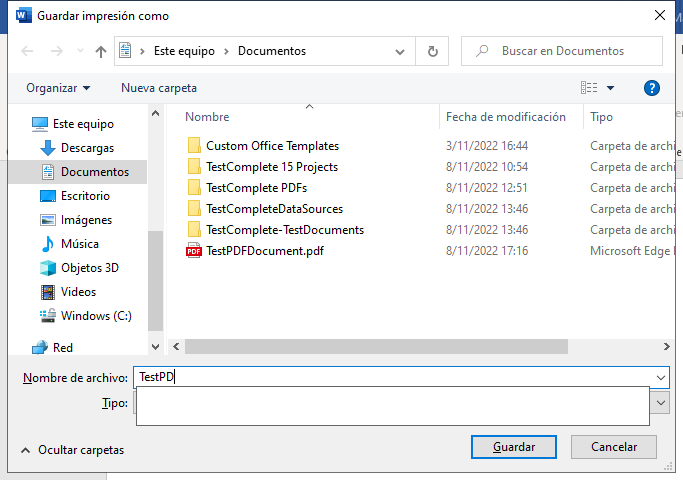 Guardar impresión como
Este equipo > Documentos
Buscar en Documentos
Organizar
Nueva carpeta
Nombre
Fecha de modificación
Tipo
Este equipo
Descargas
Documentos
Escritorio
Imágenes
Música
Objetos 3D
Videos
Windows (C:)
Red
Custom Office Templates 3/11/2022 16:44 Carpeta de archi
TestComplete 15 Projects 8/11/2022 10:54 Carpeta de archi
TestComplete PDFs 8/11/2022 12:51 Carpeta de archi
TestCompleteDataSources 8/11/2022 13:46 Carpeta de archi
TestComplete-TestDocuments 8/11/2022 13:46 Carpeta de archi
TestPDFDocument.pdf 8/11/2022 17:16 Microsoft Edge
Nombre de archivo: TestPD
Tipo:
Ocultar carpetas
Guardar
Cancelar